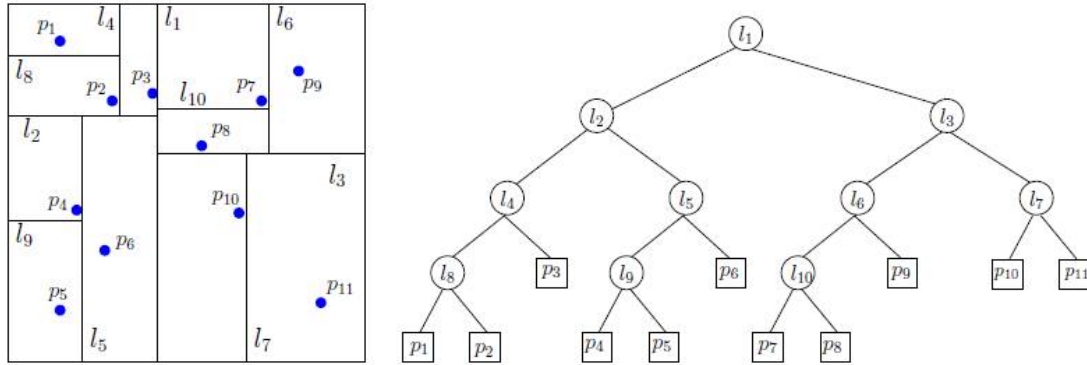 p1 l4 l1 l6
l8 p2 p3 p7 p9
l10
l2 p8
l3
p4 p10
l9 p6
p5 p11
l5 l7
l1
l2 l3
l4 l5 l6 l7
l8 p3 l9 p6 l10 p9 p10 p11
p1 p2 p4 p5 p7 p8